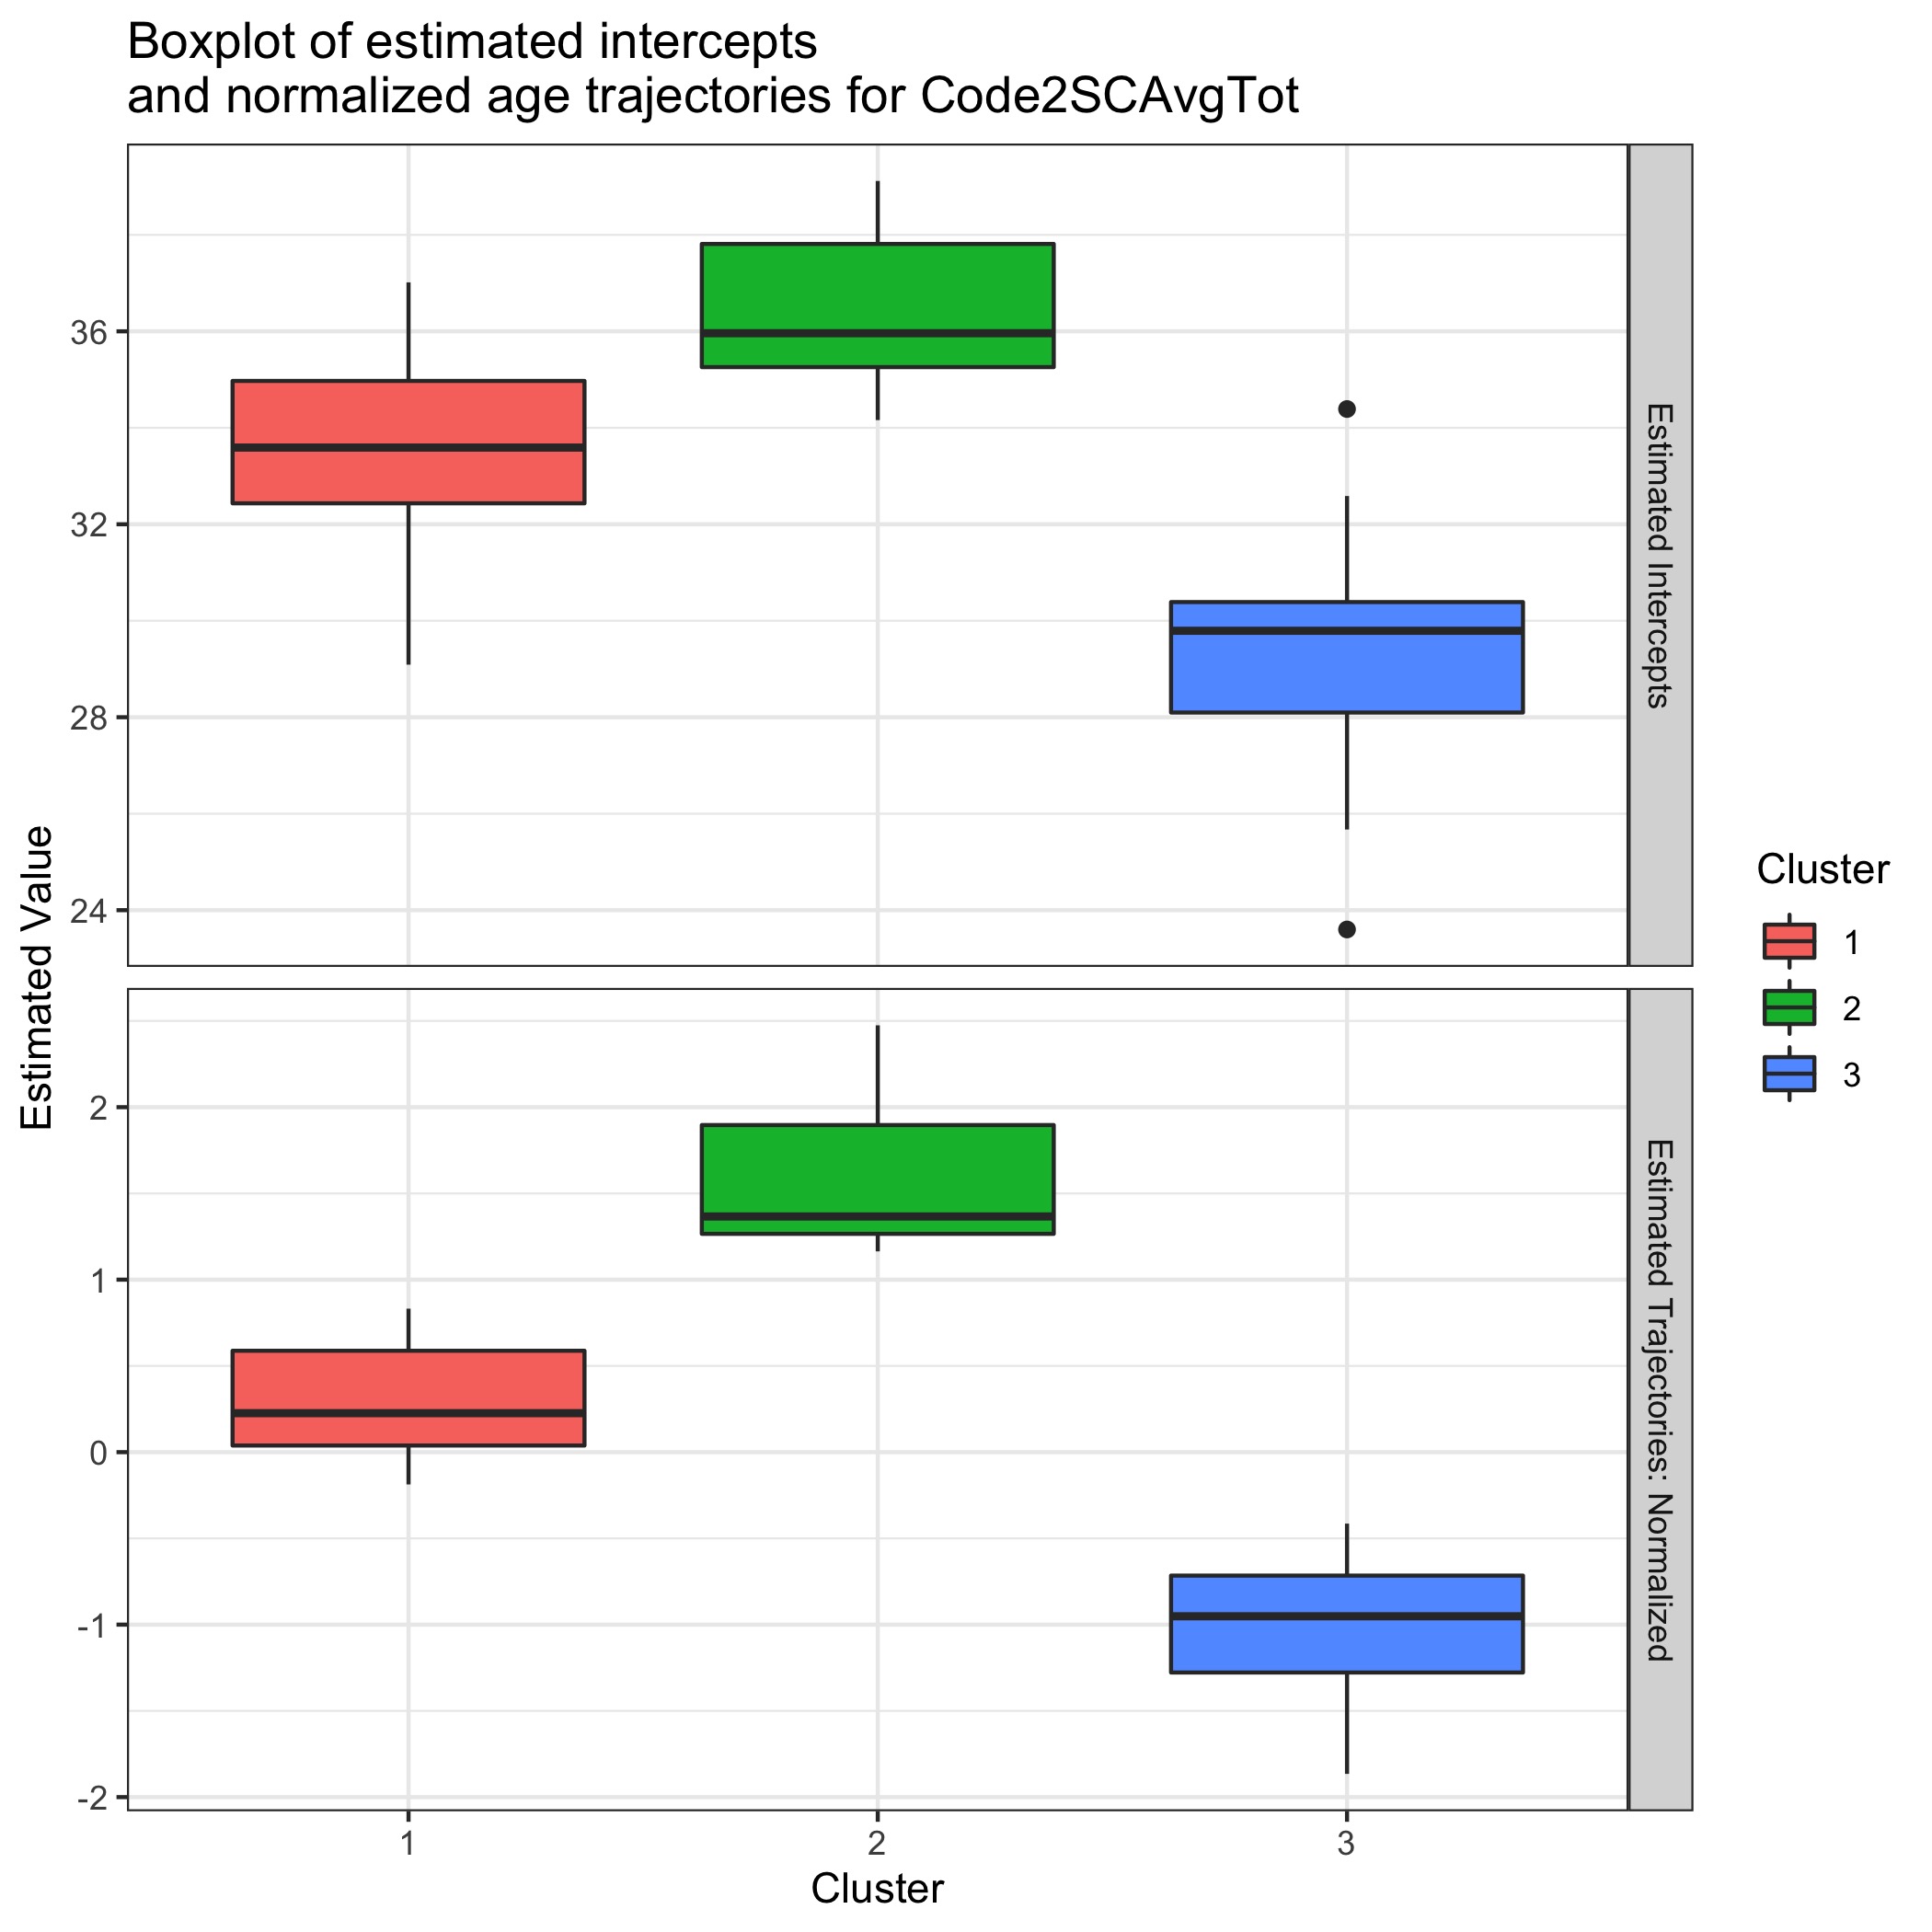 Boxplot of estimated intercepts
and normalized age trajectories for Code2SCAvgTot
Estimated Value
36
32
28
24
Estimated Intercepts
2
1
0
-1
-2
Estimated Trajectories: Normalized
1
2
3
Cluster
Cluster
1
2
3